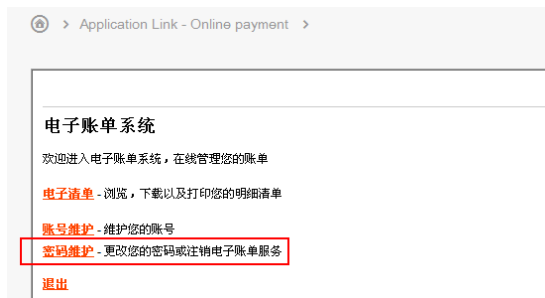 > Application Link - Online payment >
电子账单系统
欢迎进入电子账单系统，在线管理您的账单
电子清单 - 浏览，下载以及打印您的明细清单
账号维护 - 维护您的账号
密码维护 - 更改您的密码或注销电子账单服务
退出